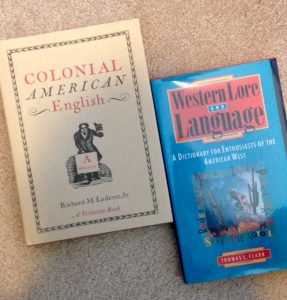 COLONIAL
AMERICAN
English
A
Richard M. Lederer, Jr.
A Verbatim Book
Western Lore
AND
Language
A DICTIONARY FOR ENTHUSIASTS OF THE
AMERICAN WEST
THOMAS L. CLARK